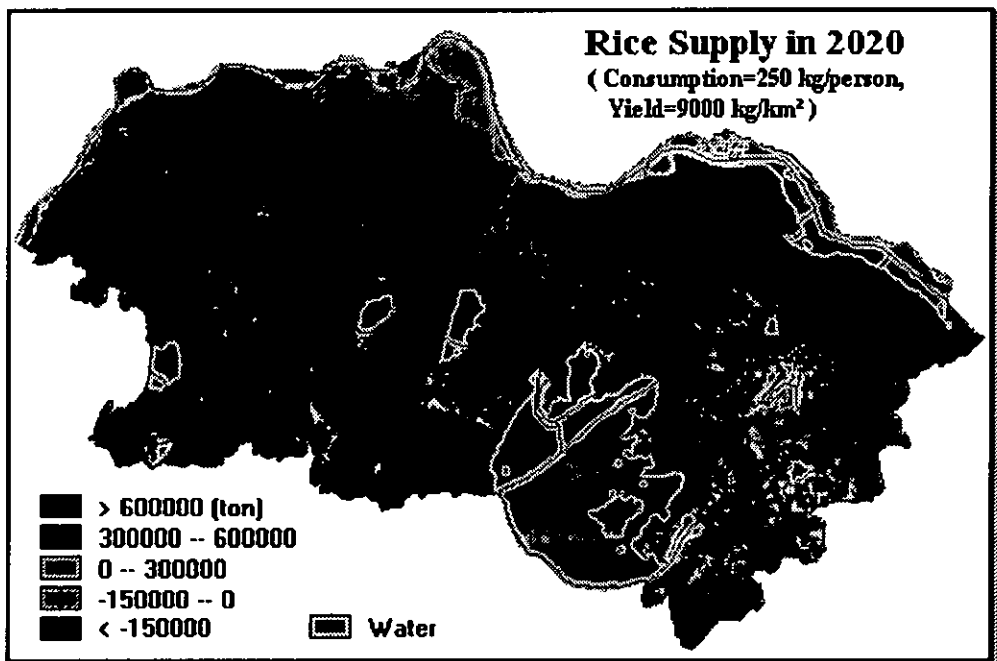 Rice Supply in 2020
( Consumption=250 kg/person,
Yield=9000 kg/km² )
> 600000 (ton)
300000 -- 600000
0 -- 300000
-150000 -- 0
< -150000
Water